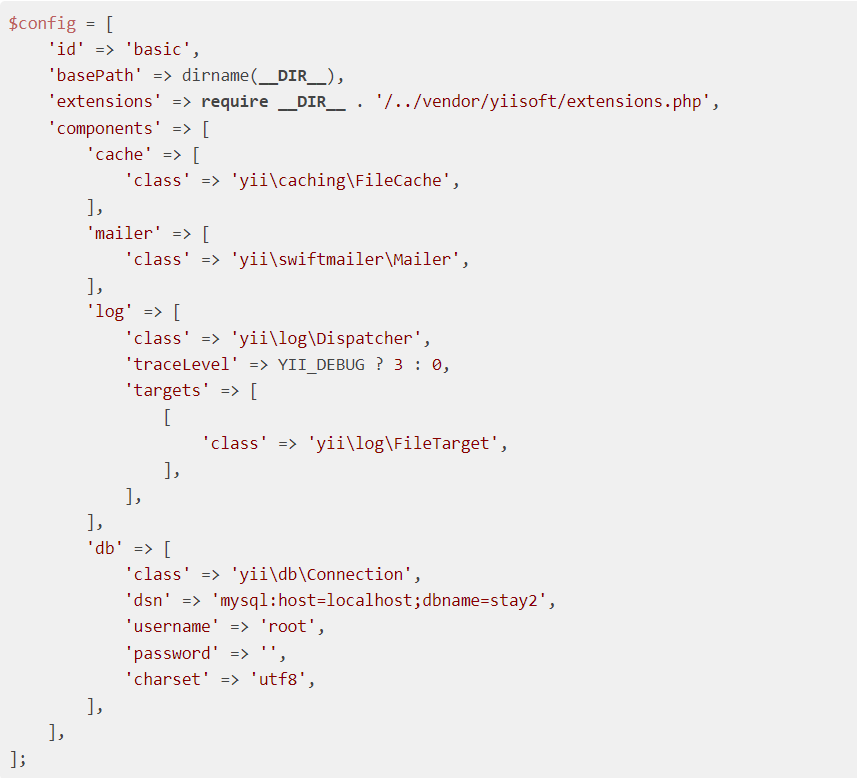 $config = [
    'id' => 'basic',
    'basePath' => dirname(__DIR__),
    'extensions' => require __DIR__ . '/../vendor/yiisoft/extensions.php',
    'components' => [
        'cache' => [
            'class' => 'yii\caching\FileCache',
        ],
        'mailer' => [
            'class' => 'yii\swiftmailer\Mailer',
        ],
        'log' => [
            'class' => 'yii\log\Dispatcher',
            'traceLevel' => YII_DEBUG ? 3 : 0,
            'targets' => [
                [
                    'class' => 'yii\log\FileTarget',
                ],
            ],
        ],
        'db' => [
            'class' => 'yii\db\Connection',
            'dsn' => 'mysql:host=localhost;dbname=stay2',
            'username' => 'root',
            'password' => '',
            'charset' => 'utf8',
        ],
    ],
];